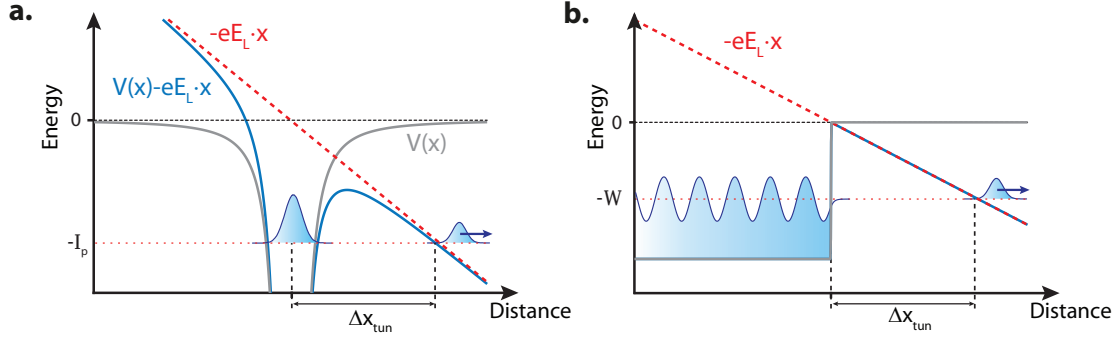 a.
-eE_L·x
V(x)-eE_L·x
Energy
0
V(x)
-I_p
Δx_tun
Distance
b.
-eE_L·x
Energy
0
-W
Δx_tun
Distance